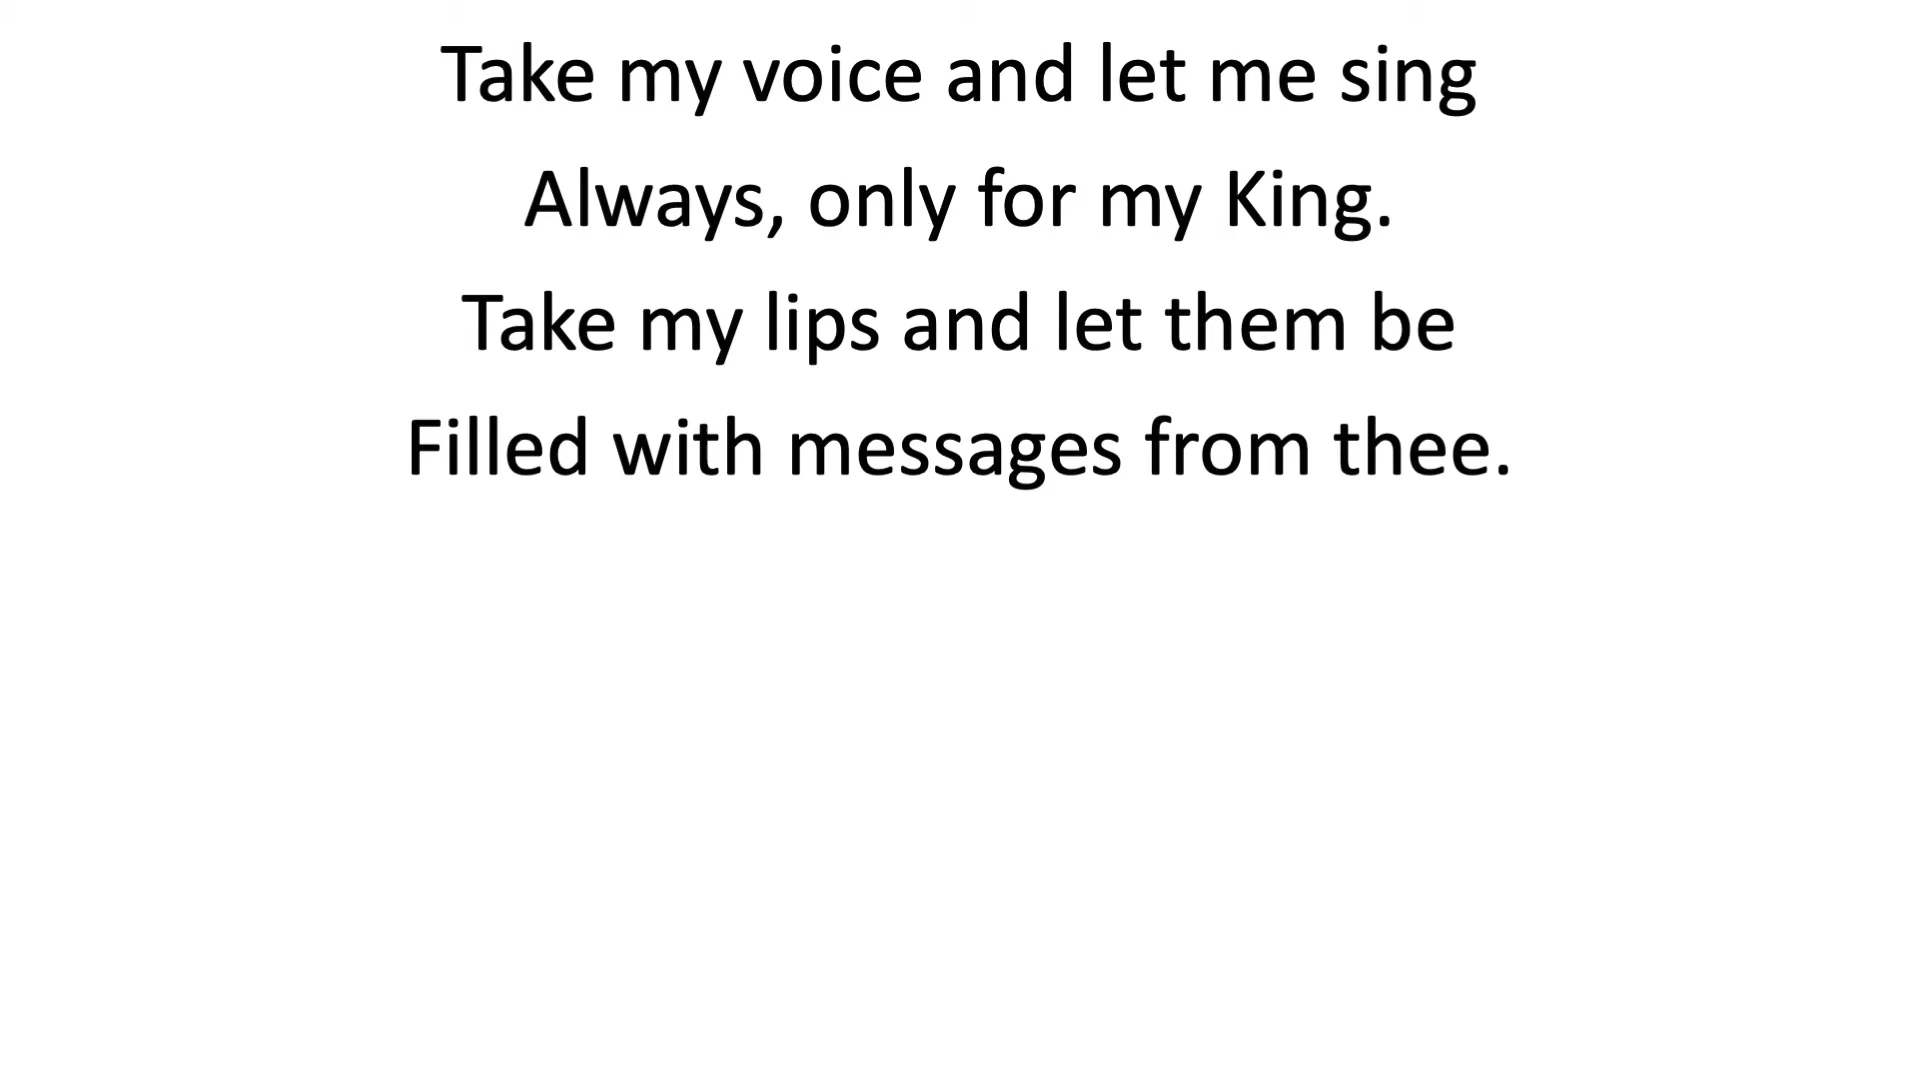 Take my voice and let me sing
Always, only for my King.
Take my lips and let them be
Filled with messages from thee.